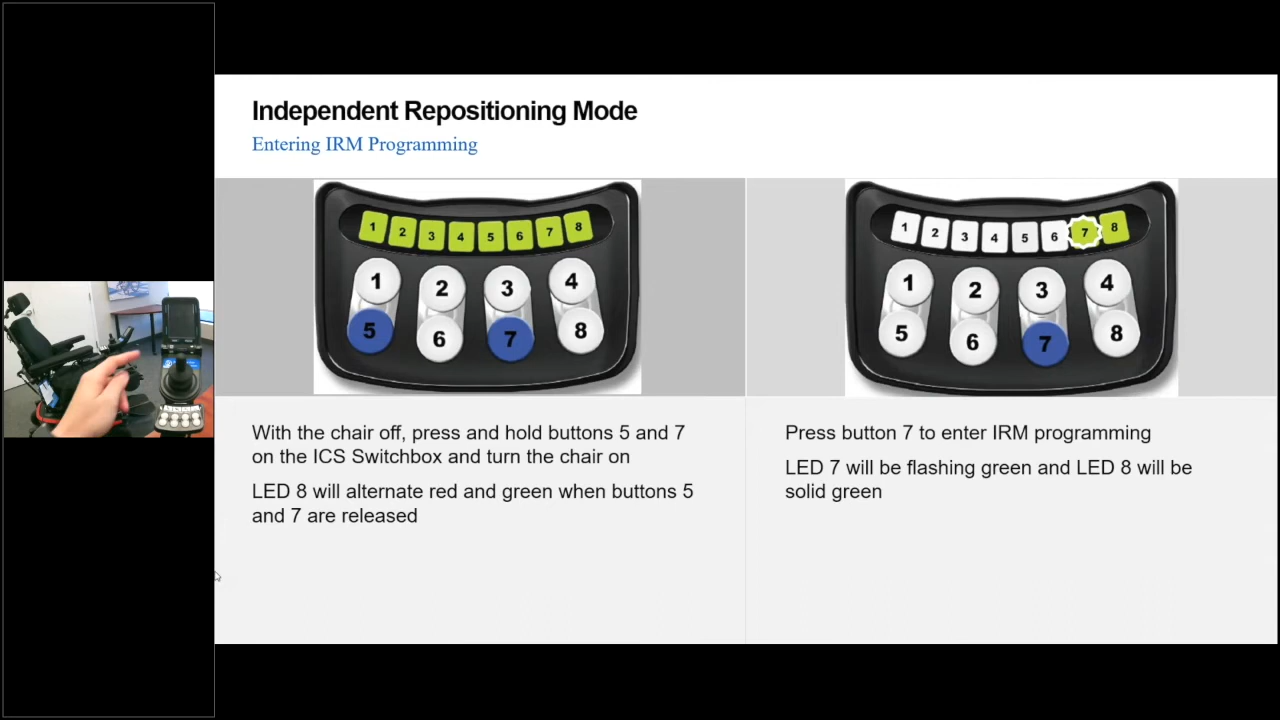 Independent Repositioning Mode
Entering IRM Programming
1 2 3 4 5 6 7 8
1 2 3 4
5 6 7 8
1 2 3 4 5 6 7 8
1 2 3 4
5 6 7 8
With the chair off, press and hold buttons 5 and 7
on the ICS Switchbox and turn the chair on
LED 8 will alternate red and green when buttons 5
and 7 are released
Press button 7 to enter IRM programming
LED 7 will be flashing green and LED 8 will be
solid green